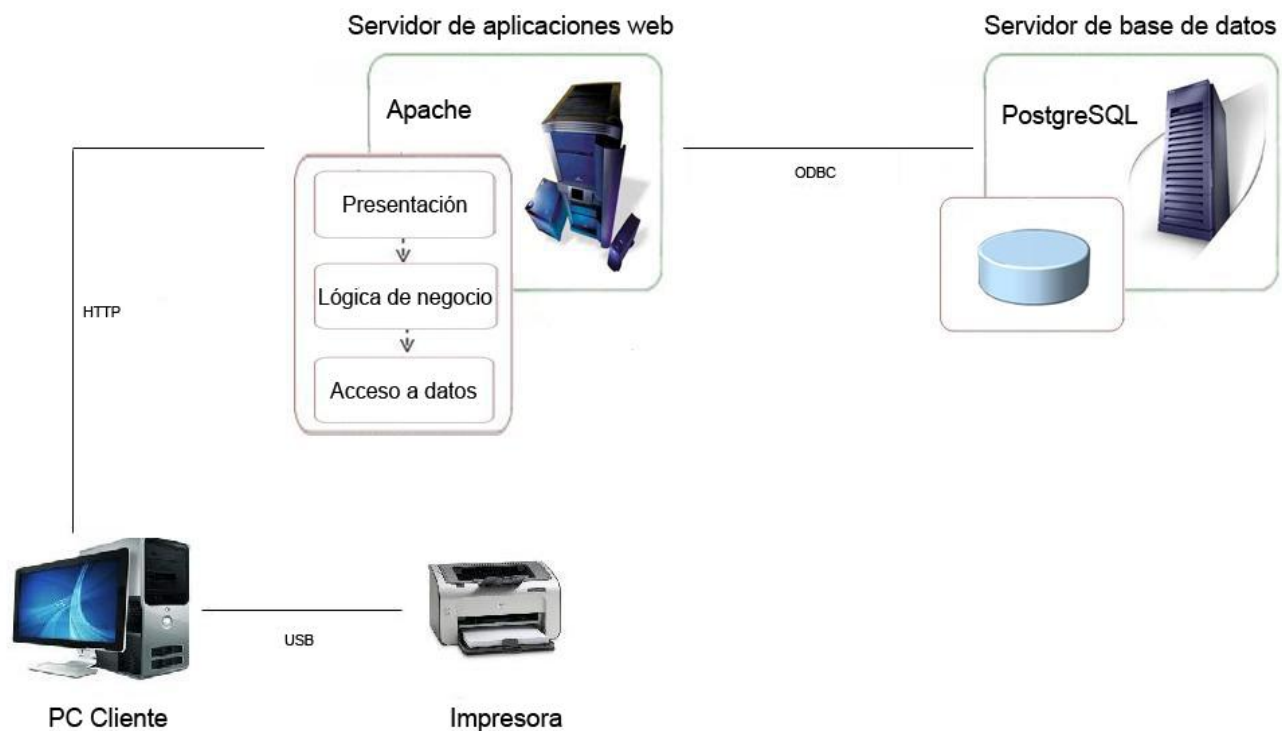 Servidor de aplicaciones web
Servidor de base de datos
Apache
PostgreSQL
ODBC
Presentación
Lógica de negocio
HTTP
Acceso a datos
USB
PC Cliente
Impresora